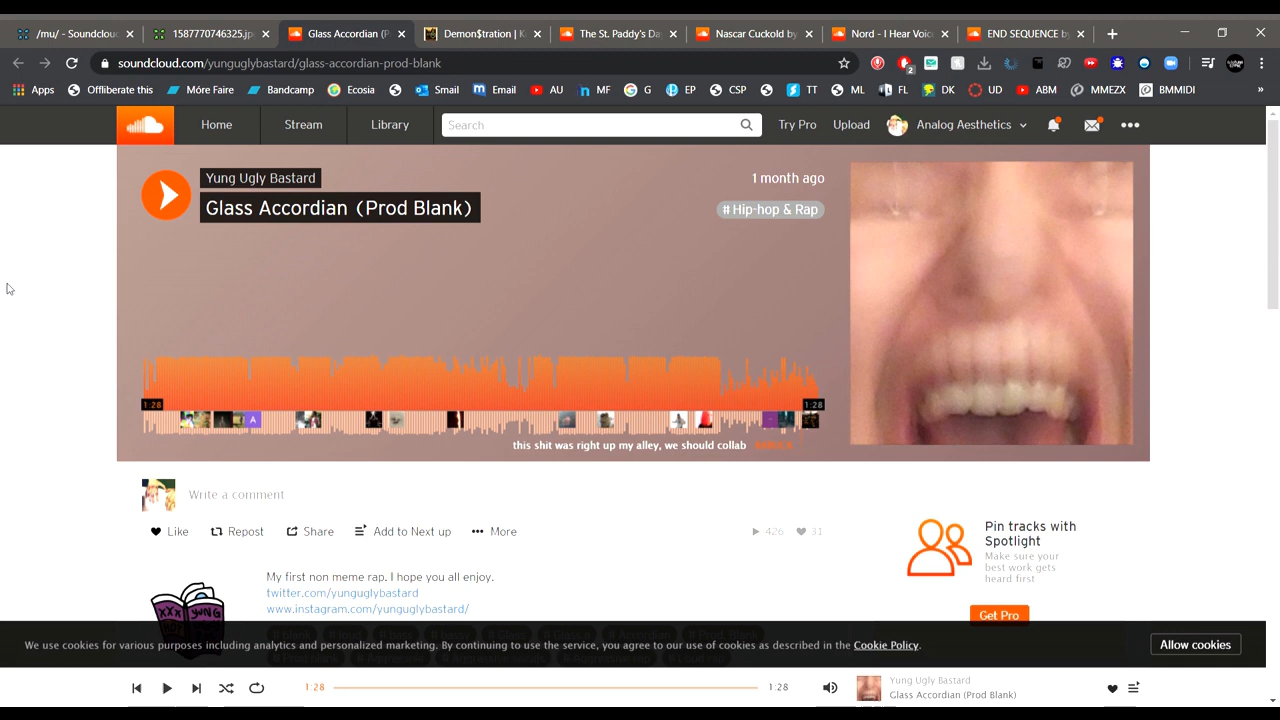 /mu/ - Soundclou
1587770746325.jp
Glass Accordian (P
Demon$tration | K
The St. Paddy's Da
Nascar Cuckold by
Nord - I Hear Voic
END SEQUENCE by
soundcloud.com/yunguglybastard/glass-accordian-prod-blank
2
Apps
Offliberate this
Móre Faire
Bandcamp
Ecosia
Smail
Email
AU
MF
G
EP
CSP
TT
ML
FL
DK
UD
ABM
MMEZX
BMMIDI
»
Home
Stream
Library
Search
Try Pro
Upload
Analog Aesthetics
Yung Ugly Bastard
1 month ago
Glass Accordian (Prod Blank)
# Hip-hop & Rap
1:28
1:28
A
this shit was right up my alley, we should collab
Write a comment
Like
Repost
Share
Add to Next up
More
426
31
Pin tracks with
Spotlight
Make sure your
best work gets
heard first
Get Pro
My first non meme rap. I hope you all enjoy.
twitter.com/yunguglybastard
www.instagram.com/yunguglybastard/
XXX
YUNG
We use cookies for various purposes including analytics and personalized marketing. By continuing to use the service, you agree to our use of cookies as described in the Cookie Policy.
Allow cookies
1:28
1:28
Yung Ugly Bastard
Glass Accordian (Prod Blank)